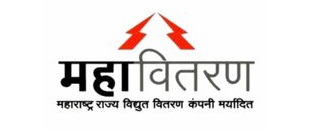 महावितरण
महाराष्ट्र राज्य विद्युत वितरण कंपनी मर्यादित